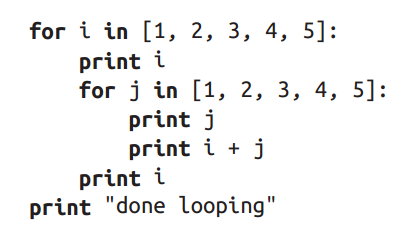 for i in [1, 2, 3, 4, 5]:
    print i
    for j in [1, 2, 3, 4, 5]:
        print j
        print i + j
    print i
print "done looping"